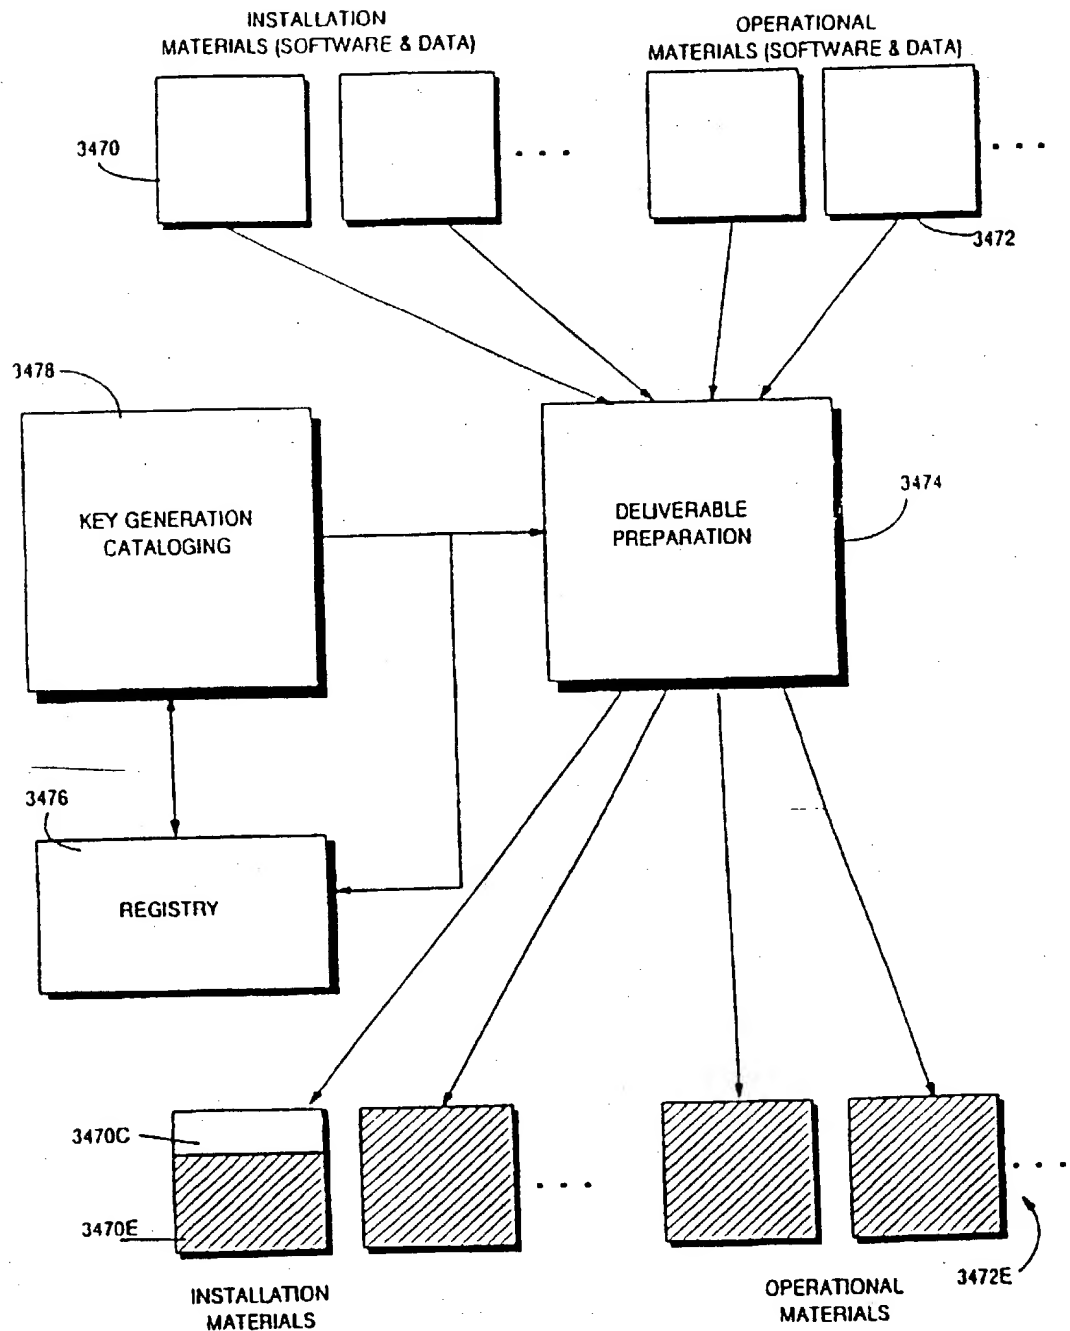 INSTALLATION
MATERIALS (SOFTWARE & DATA)
OPERATIONAL
MATERIALS (SOFTWARE & DATA)
3470
3472
3478
KEY GENERATION
CATALOGING
DELIVERABLE
PREPARATION
3474
3476
REGISTRY
3470C
3470E
3472E
INSTALLATION
MATERIALS
OPERATIONAL
MATERIALS